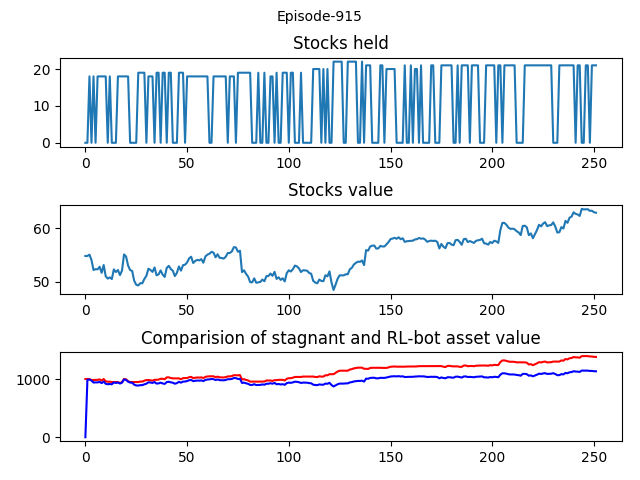 Episode-915
Stocks held
20
10
0
0 50 100 150 200 250
Stocks value
60
50
0 50 100 150 200 250
Comparision of stagnant and RL-bot asset value
1000
0
0 50 100 150 200 250